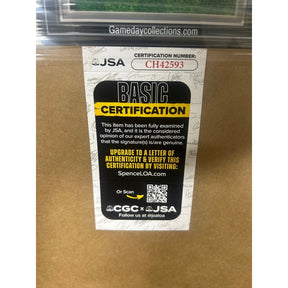 Gamedaycollections.com
JSA
CERTIFICATION NUMBER:
CH42593
BASIC
CERTIFICATION
This item has been fully examined
by JSA, and it is the considered
opinion of our expert authenticators
that the signature(s) is/are genuine.
UPGRADE TO A LETTER OF
AUTHENTICITY & VERIFY THIS
CERTIFICATION BY VISITING:
SpenceLOA.com
Or Scan
CGC x JSA
Follow us at @jsaloa